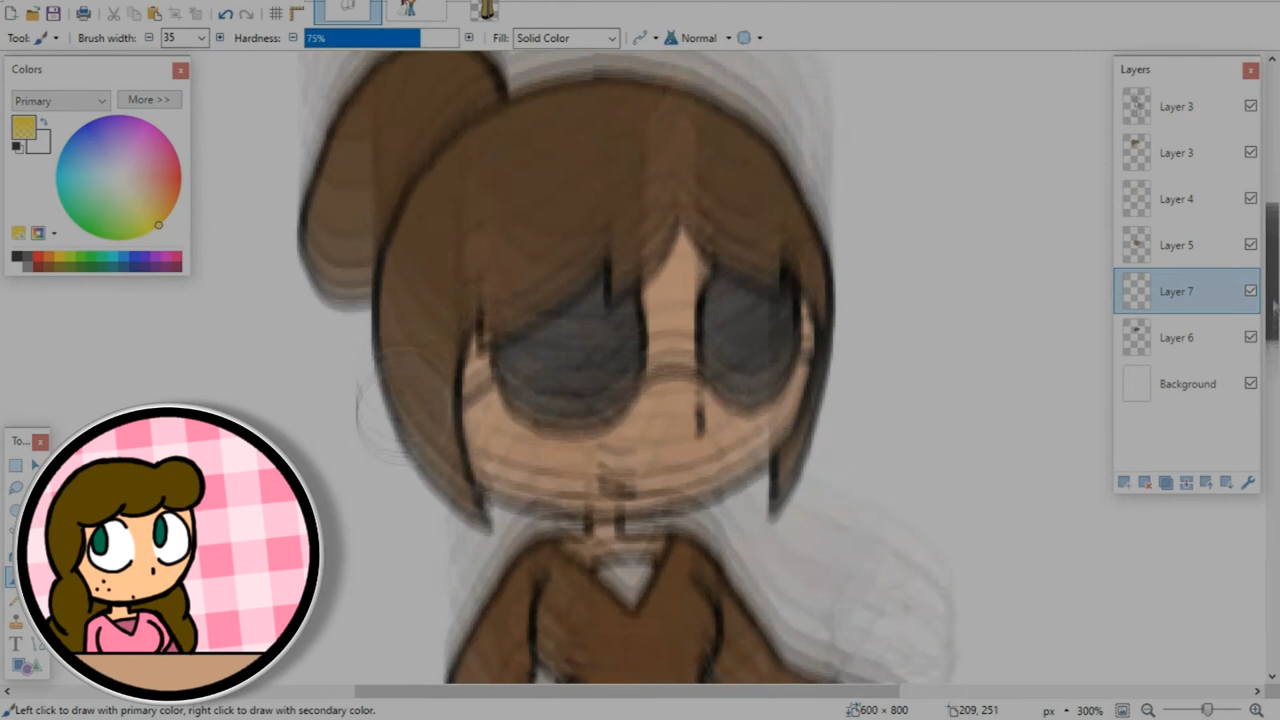 Tool: Brush width: 35 Hardness: 75% Fill: Solid Color Normal
Colors
Primary More >>
Layers
Layer 3
Layer 3
Layer 4
Layer 5
Layer 7
Layer 6
Background
To...
T
Left click to draw with primary color, right click to draw with secondary color. 600 × 800 209, 251 px 300%